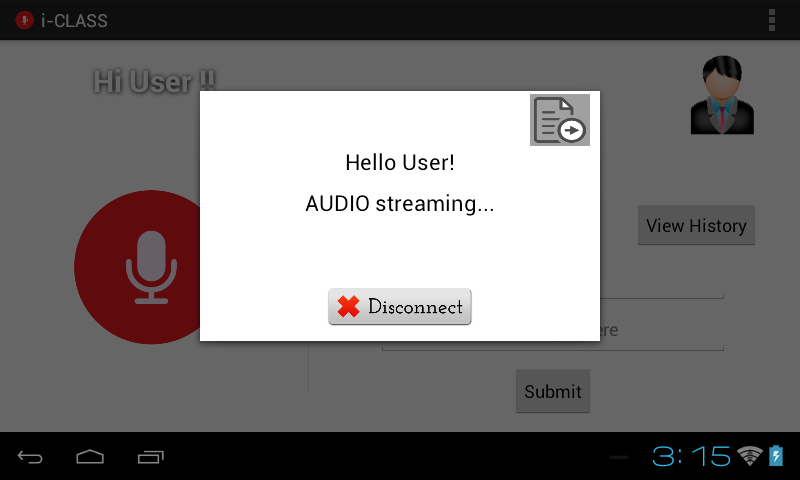 i-CLASS
Hi User !!
Hello User!
AUDIO streaming...
View History
Disconnect
Submit
3:15